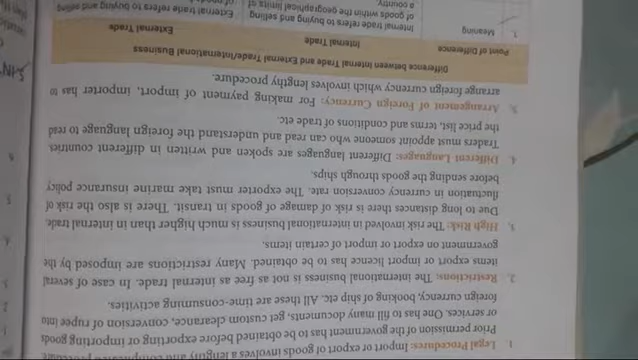 1. Legal Procedures: Import or export of goods involves a lengthy and
Prior permission of the government has to be obtained before exporting or importing goods
or services. One has to fill many documents, get custom clearance, conversion of rupee into
foreign currency, booking of ship etc. All these are time-consuming activities.
2. Restrictions: The international business is not as free as internal trade. In case of several
items export or import licence has to be obtained. Many restrictions are imposed by the
government on export or import of certain items.
3. High Risk: The risk involved in international business is much higher than in internal trade.
Due to long distances there is risk of damage of goods in transit. There is also the risk of
fluctuation in currency conversion rate. The exporter must take marine insurance policy
before sending the goods through ships.
4. Different Languages: Different languages are spoken and written in different countries.
Traders must appoint someone who can read and understand the foreign language to read
the price list, terms and conditions of trade etc.
5. Arrangement of Foreign Currency: For making payment of import, importer has to
arrange foreign currency which involves lengthy procedure.
Difference between Internal Trade and External Trade/International Business
Point of Difference Internal Trade External Trade
1. Meaning Internal trade refers to buying and selling External trade refers to buying and selling
of goods within the geographical limits of
a country.